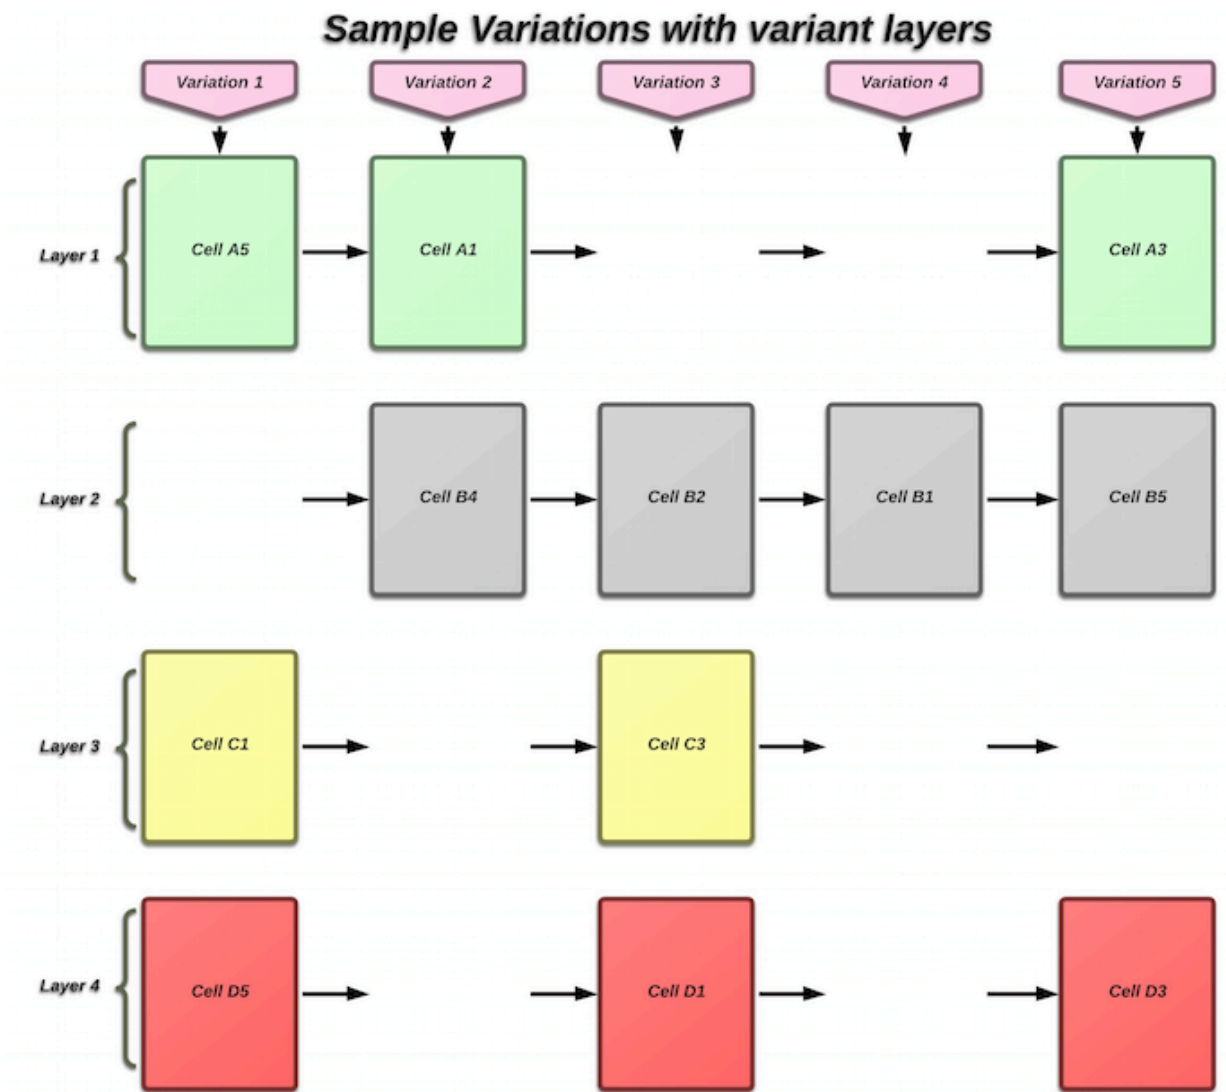 Sample Variations with variant layers
Variation 1
Variation 2
Variation 3
Variation 4
Variation 5
Layer 1
Cell A5
Cell A1
Cell A3
Layer 2
Cell B4
Cell B2
Cell B1
Cell B5
Layer 3
Cell C1
Cell C3
Layer 4
Cell D5
Cell D1
Cell D3